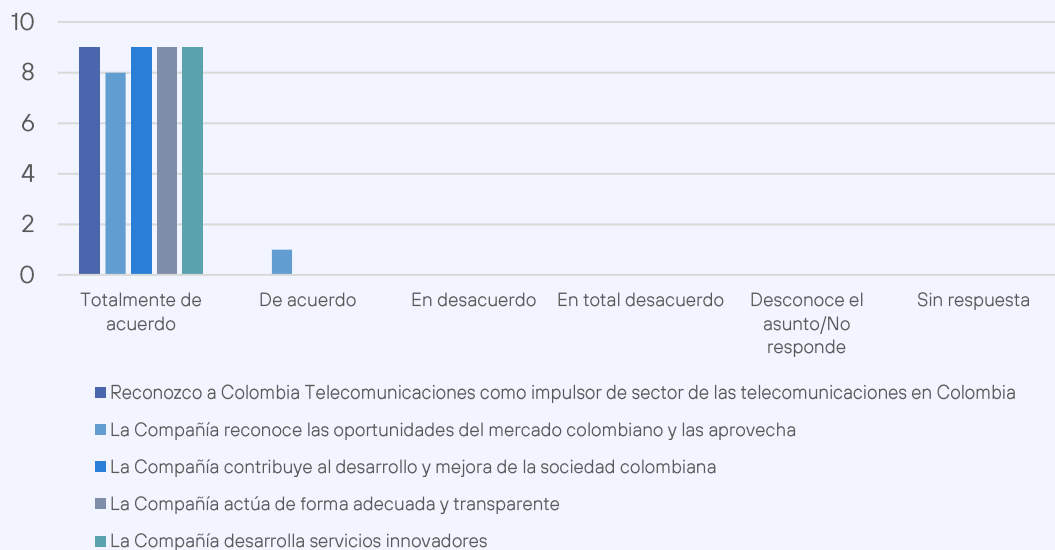 10
8
6
4
2
0
Totalmente de
acuerdo
De acuerdo
En desacuerdo
En total desacuerdo
Desconoce el
asunto/No
responde
Sin respuesta
Reconozco a Colombia Telecomunicaciones como impulsor de sector de las telecomunicaciones en Colombia
La Compañía reconoce las oportunidades del mercado colombiano y las aprovecha
La Compañía contribuye al desarrollo y mejora de la sociedad colombiana
La Compañía actúa de forma adecuada y transparente
La Compañía desarrolla servicios innovadores